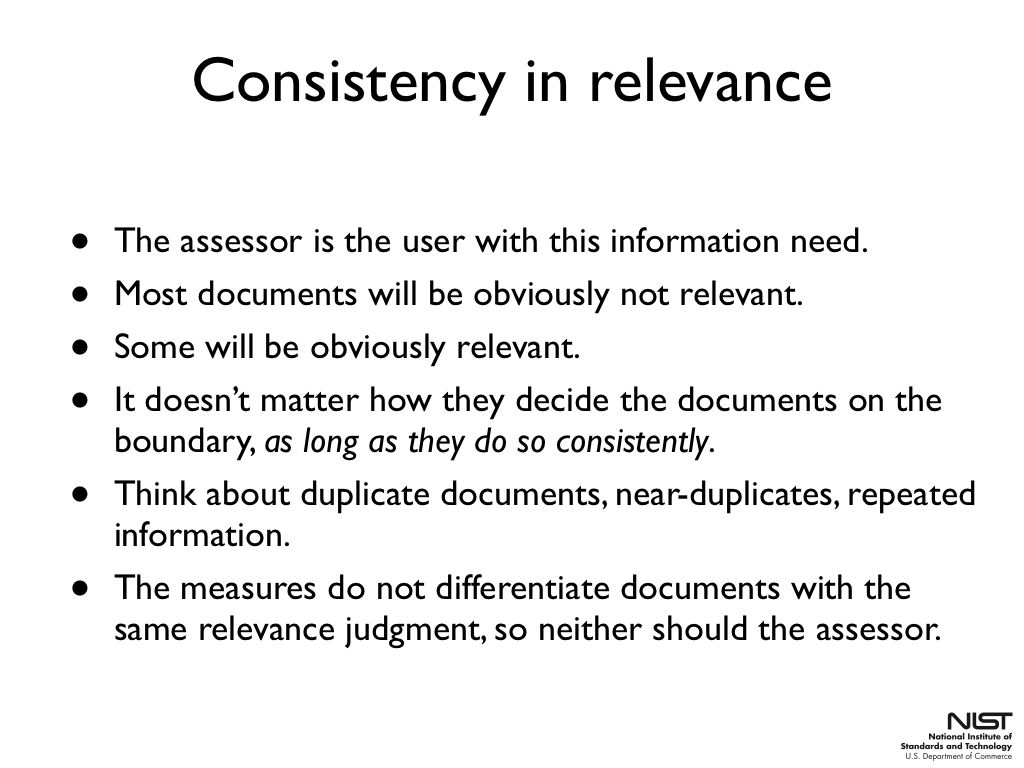 Consistency in relevance
• The assessor is the user with this information need.
• Most documents will be obviously not relevant.
• Some will be obviously relevant.
• It doesn’t matter how they decide the documents on the
boundary, as long as they do so consistently.
• Think about duplicate documents, near-duplicates, repeated
information.
• The measures do not differentiate documents with the
same relevance judgment, so neither should the assessor.
NIST
National Institute of
Standards and Technology
U.S. Department of Commerce